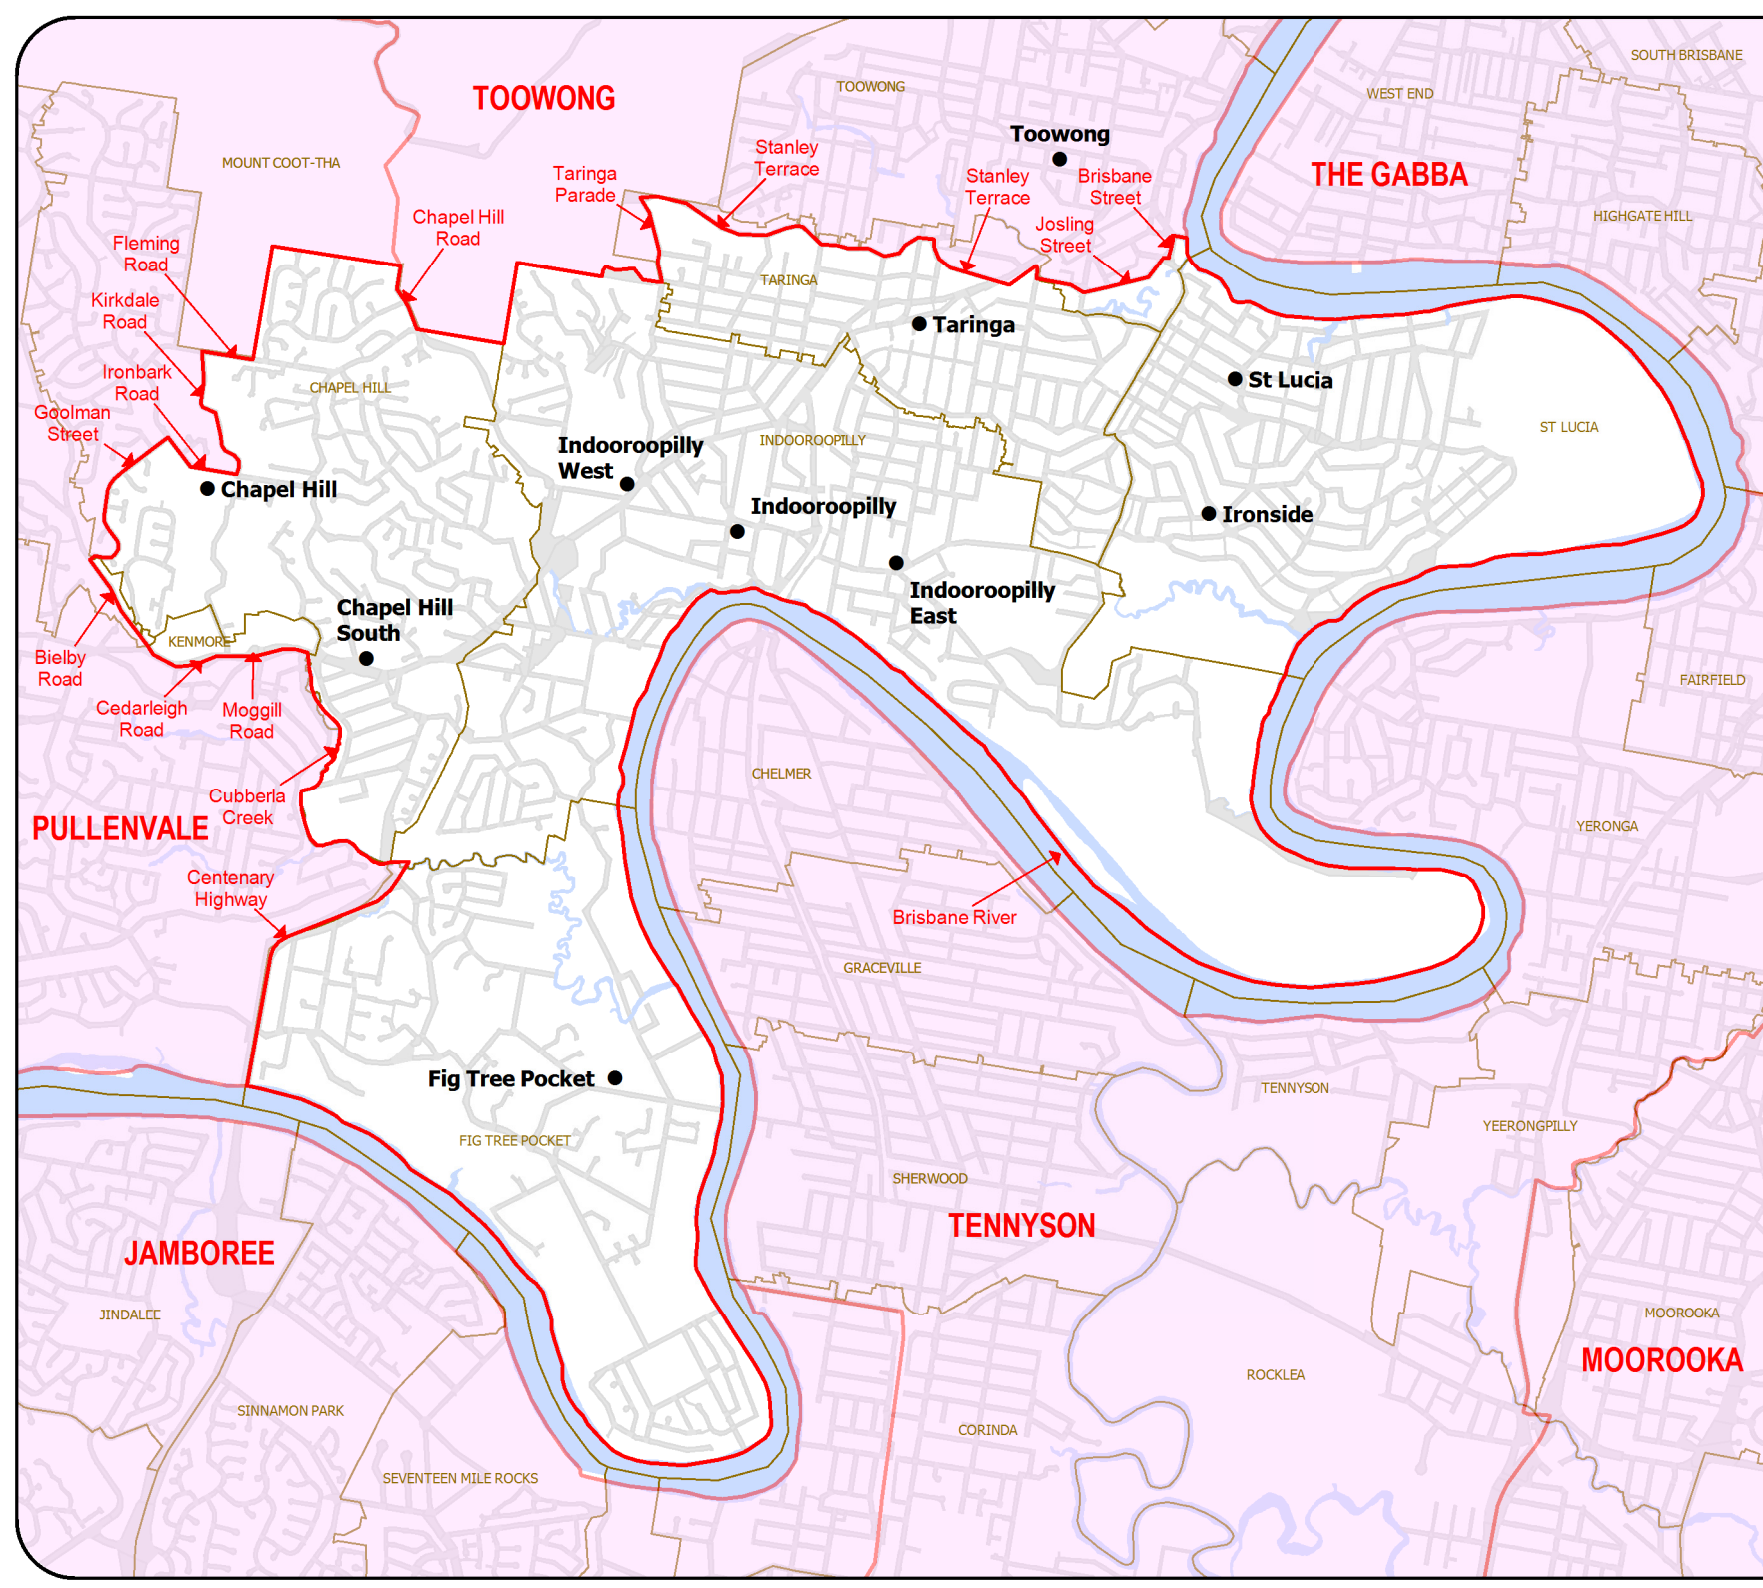 SOUTH BRISBANE
TOOWONG
TOOWONG
WEST END
Toowong
MOUNT COOT-THA
Stanley
Terrace
Taringa
Parade
Stanley
Terrace
Brisbane
Street
THE GABBA
HIGHGATE HILL
Chapel Hill
Road
Josling
Street
Fleming
Road
TARINGA
Kirkdale
Road
Taringa
Ironbark
Road
CHAPEL HILL
St Lucia
Goolman
Street
ST LUCIA
INDOOROOPILLY
Indooroopilly
West
Chapel Hill
Indooroopilly
Ironside
Indooroopilly
East
Chapel Hill
South
KENMORE
Bielby
Road
FAIRFIELD
Cedarleigh
Road
Moggill
Road
CHELMER
Cubberla
Creek
PULLENVALE
YERONGA
Centenary
Highway
Brisbane River
GRACEVILLE
Fig Tree Pocket
TENNYSON
YEERONGPILLY
FIG TREE POCKET
SHERWOOD
TENNYSON
JAMBOREE
JINDALEE
MOOROOKA
MOOROOKA
ROCKLEA
SINNAMON PARK
CORINDA
SEVENTEEN MILE ROCKS